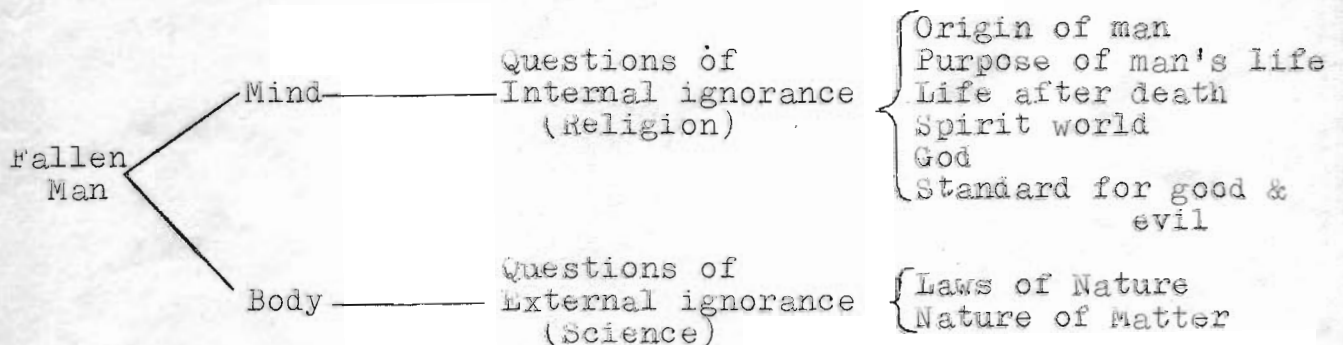 Fallen
Man
Mind
Questions of
Internal ignorance
(Religion)
Origin of man
Purpose of man's life
Life after death
Spirit world
God
Standard for good &
evil
Body
Questions of
External ignorance
(Science)
Laws of Nature
Nature of Matter